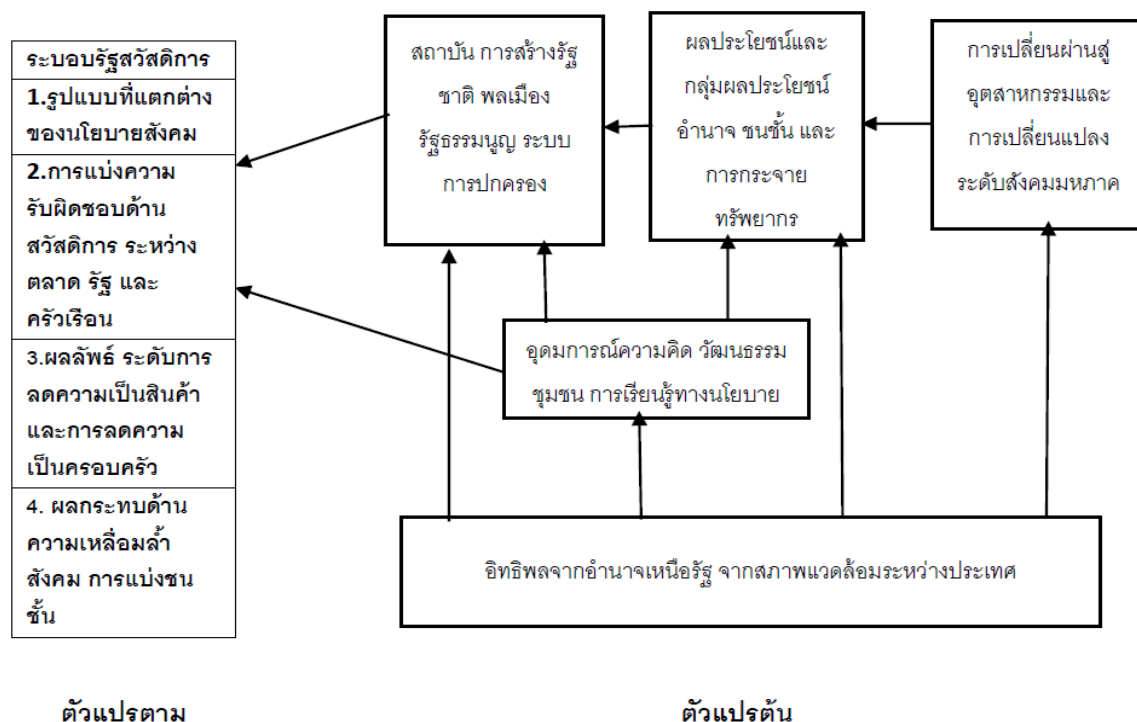 ระบอบรัฐสวัสดิการ
1.รูปแบบที่แตกต่าง
ของนโยบายสังคม
2.การแบ่งความ
รับผิดชอบด้าน
สวัสดิการ ระหว่าง
ตลาด รัฐ และ
ครัวเรือน
3.ผลลัพธ์ ระดับการ
ลดความเป็นสินค้า
และการลดความ
เป็นครอบครัว
4. ผลกระทบด้าน
ความเหลื่อมล้ำ
สังคม การแบ่งชน
ชั้น
สถาบัน การสร้างรัฐ
ชาติ พลเมือง
รัฐธรรมนูญ ระบบ
การปกครอง
ผลประโยชน์และ
กลุ่มผลประโยชน์
อำนาจ ชนชั้น และ
การกระจาย
ทรัพยากร
การเปลี่ยนผ่านสู่
อุตสาหกรรมและ
การเปลี่ยนแปลง
ระดับสังคมมหภาค
อุดมการณ์ความคิด วัฒนธรรม
ชุมชน การเรียนรู้ทางนโยบาย
อิทธิพลจากอำนาจเหนือรัฐ จากสภาพแวดล้อมระหว่างประเทศ
ตัวแปรตาม
ตัวแปรต้น